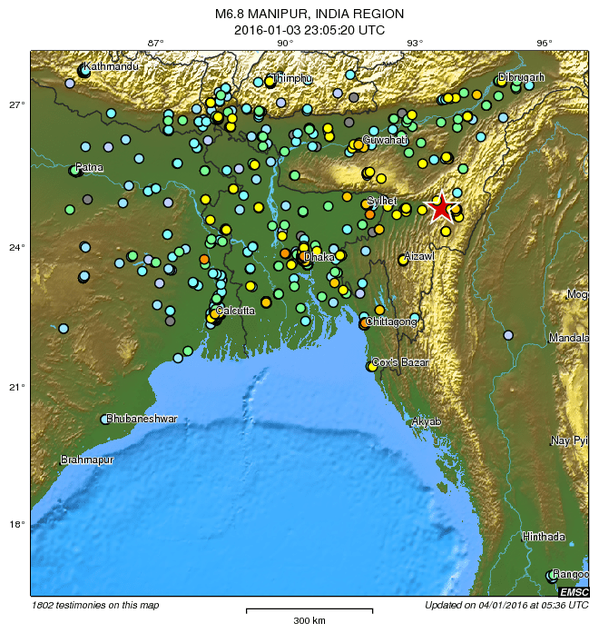 M6.8 MANIPUR, INDIA REGION
2016-01-03 23:05:20 UTC
87° 90° 93° 96°
Kathmandu
Thimphu
Dibrugarh
27°
Guwahati
Patna
Sylhet
24°
Dhaka
Aizawl
Calcutta
Chittagong
Mog
Mandala
Cox's Bazar
21°
Bhubaneshwar
Akyab
Nay Pyi
Brahmapur
18°
Hinthada
Rangoo
EMSC
1802 testimonies on this map
Updated on 04/01/2016 at 05:36 UTC
300 km